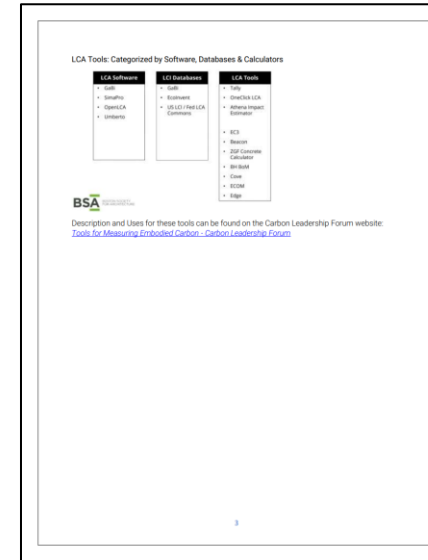 LCA Tools: Categorized by Software, Databases & Calculators
LCA Software
• GaBi
• SimaPro
• OpenLCA
• Umberto
LCI Databases
• GaBi
• Ecoinvent
• US LCI / Fed LCA
Commons
LCA Tools
• Tally
• OneClick LCA
• Athena Impact
Estimator
• EC3
• Beacon
• ZGF Concrete
Calculator
• BH BoM
• Cove
• ECOM
• Edge
BSA
Description and Uses for these tools can be found on the Carbon Leadership Forum website:
Tools for Measuring Embodied Carbon - Carbon Leadership Forum
3